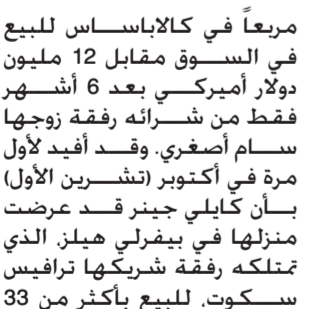 مربعاً في كالاباساس للبيع
في السوق مقابل 12 مليون
دولار أميركي بعد 6 أشهر
فقط من شرائه رفقة زوجها
سام أصغري. وقد أفيد لأول
مرة في أكتوبر (تشرين الأول)
بأن كايلي جينر قد عرضت
منزلها في بيفرلي هيلز، الذي
تمتلكه رفقة شريكها ترافيس
سكوت، للبيع بأكثر من 33